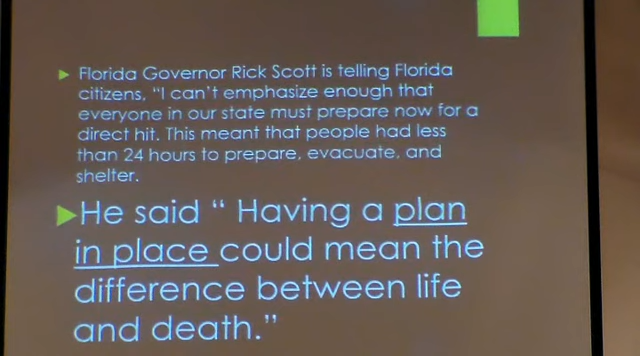 Florida Governor Rick Scott is telling Florida
citizens, “I can’t emphasize enough that
everyone in our state must prepare now for a
direct hit. This meant that people had less
than 24 hours to prepare, evacuate, and
shelter.
He said “ Having a plan
in place could mean the
difference between life
and death.”